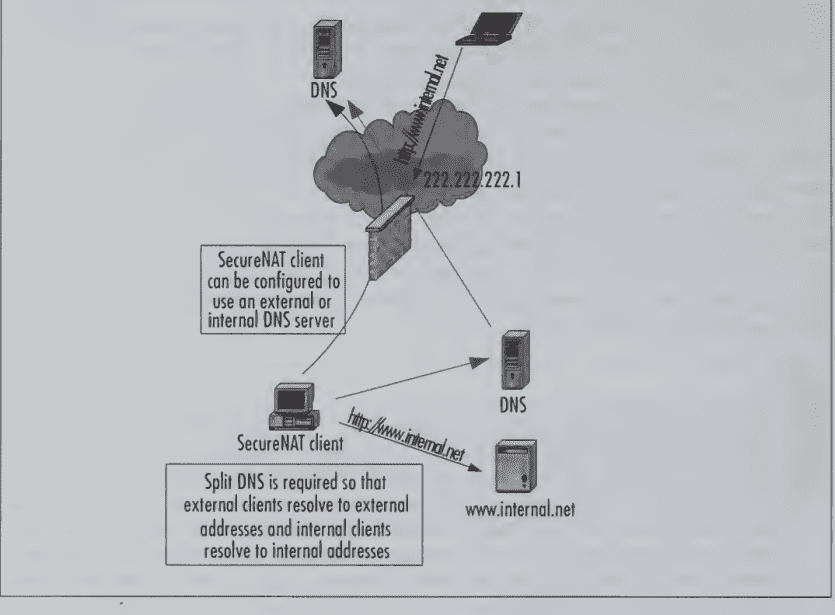 DNS
http://www.internal.net
222.222.222.1
SecureNAT client
can be configured to
use an external or
internal DNS server
DNS
SecureNAT client
http://www.internal.net
www.internal.net
Split DNS is required so that
external clients resolve to external
addresses and internal clients
resolve to internal addresses